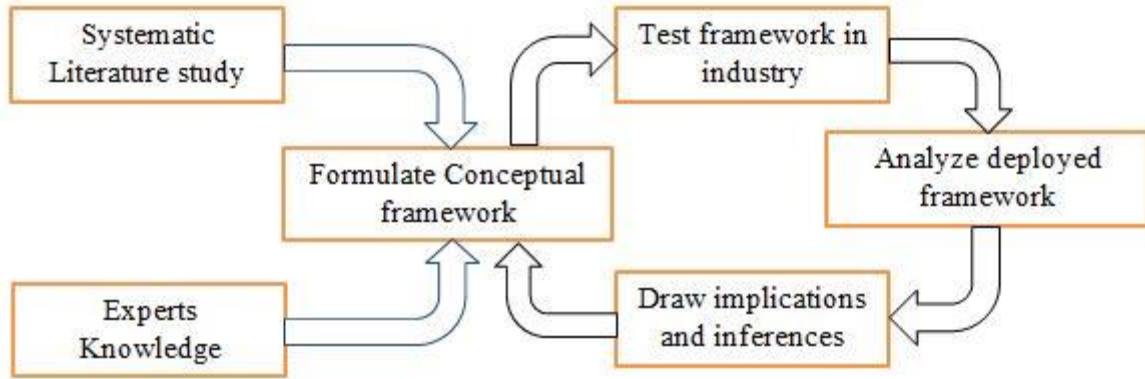 Systematic
Literature study
Test framework in
industry
Formulate Conceptual
framework
Analyze deployed
framework
Experts
Knowledge
Draw implications
and inferences